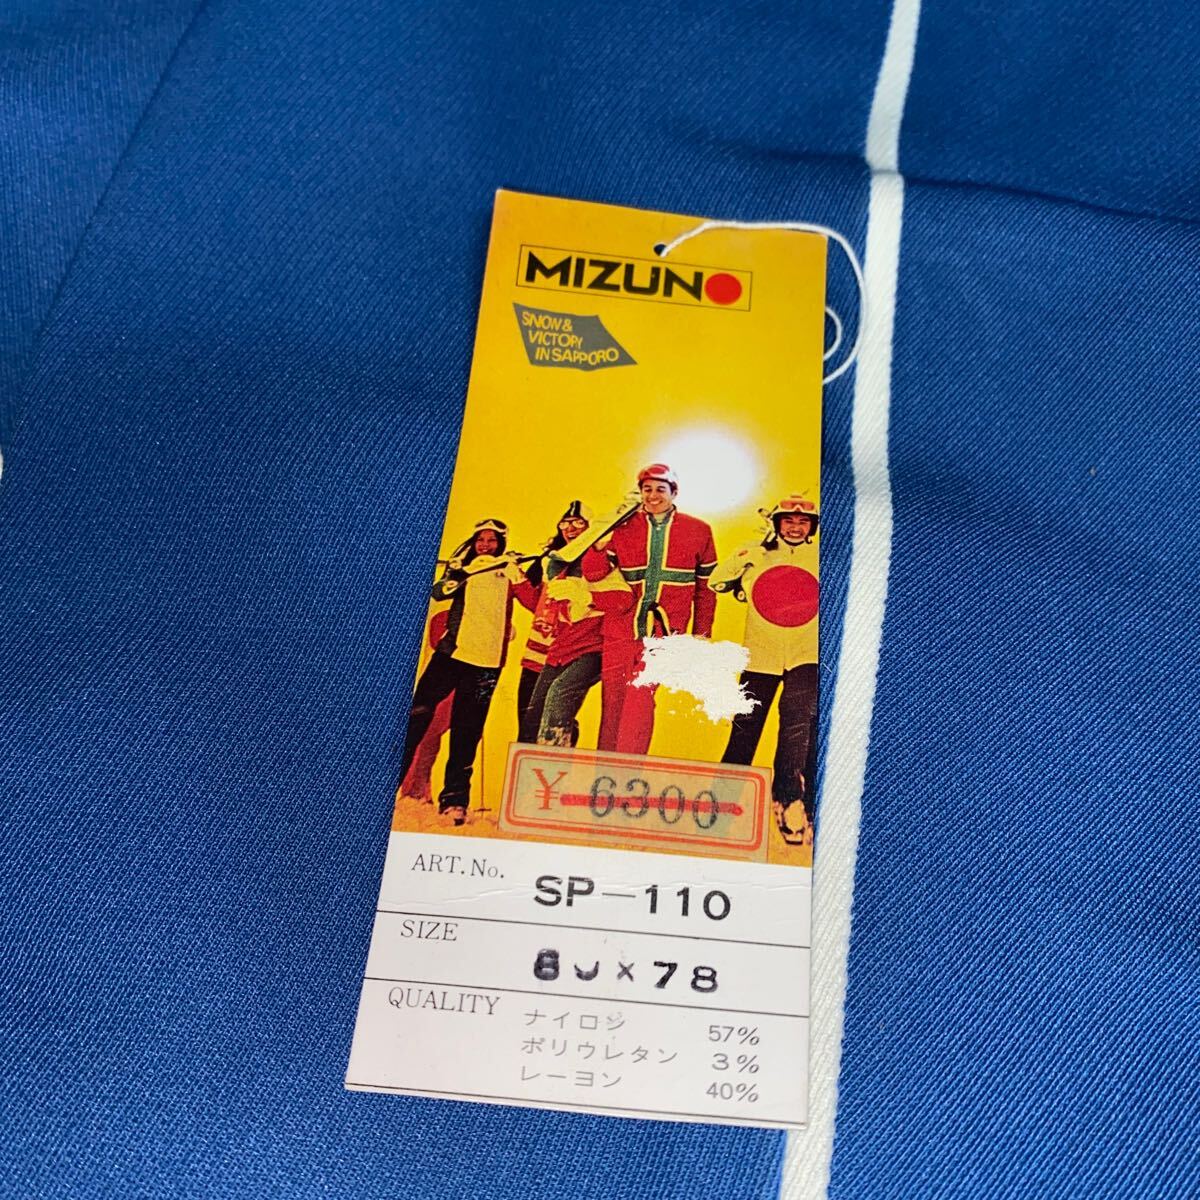 MIZUNO
SNOW &
VICTORY
IN SAPPORO
¥ 6300
ART. No. SP-110
SIZE 80×78
QUALITY ナイロン 57%
ポリウレタン 3%
レーヨン 40%